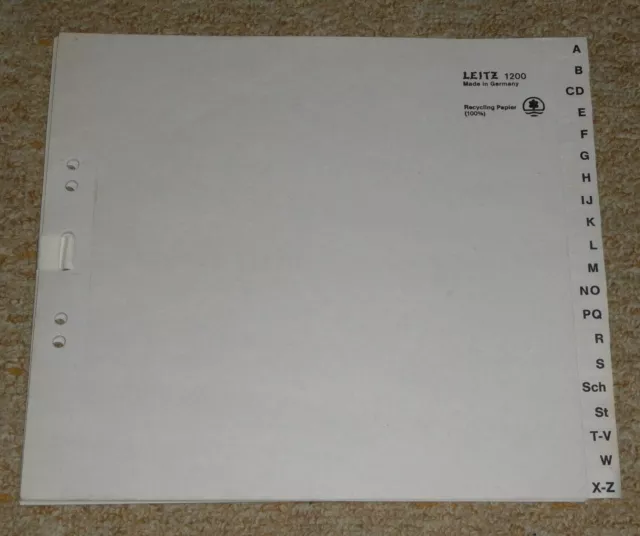 LEITZ 1200
Made in Germany
Recycling Papier
(100%)
A
B
CD
E
F
G
H
IJ
K
L
M
NO
PQ
R
S
Sch
St
T-V
W
X-Z